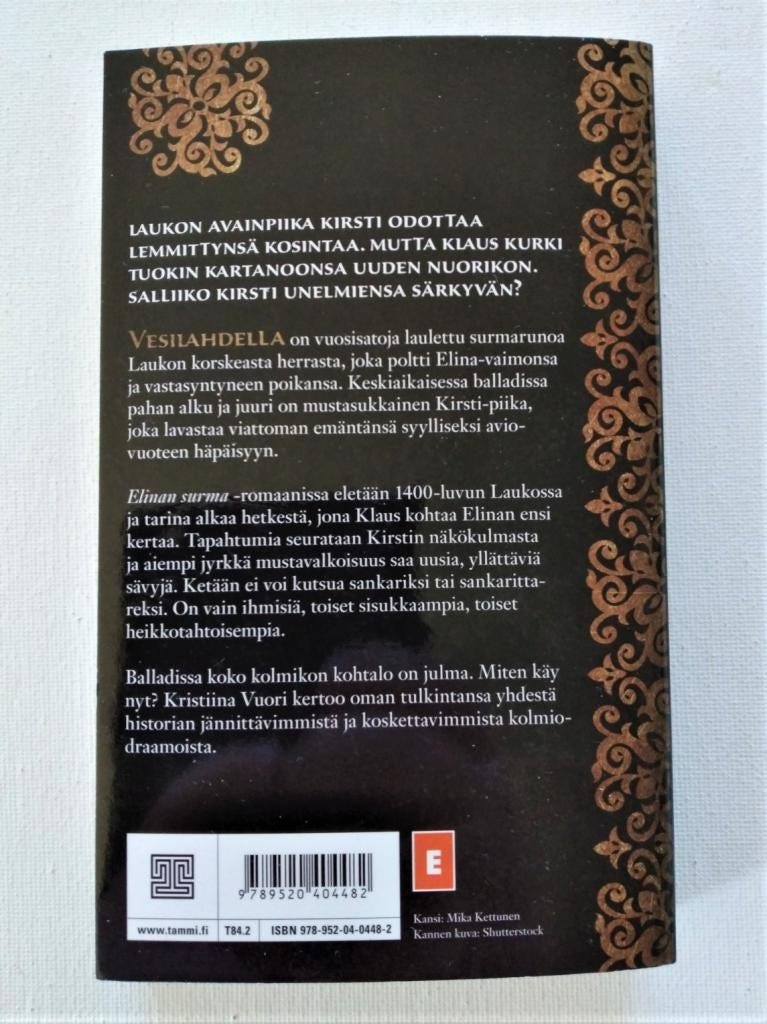 LAUKON AVAINPIIKA KIRSTI ODOTTAA
LEMMITTYNSÄ KOSINTAA. MUTTA KLAUS KURKI
TUOKIN KARTANOONSA UUDEN NUORIKON.
SALLIIKO KIRSTI UNELMIENSA SÄRKYVÄN?
VESILAHDELLA on vuosisatoja laulettu surmarunoa
Laukon korskeasta herrasta, joka poltti Elina-vaimonsa
ja vastasyntyneen poikansa. Keskiaikaisessa balladissa
pahan alku ja juuri on mustasukkainen Kirsti-piika,
joka lavastaa viattoman emäntänsä syylliseksi avio-
vuoteen häpäisyyn.
Elinan surma -romaanissa eletään 1400-luvun Laukossa
ja tarina alkaa hetkestä, jona Klaus kohtaa Elinan ensi
kertaa. Tapahtumia seurataan Kirstin näkökulmasta
ja aiempi jyrkkä mustavalkoisuus saa uusia, yllättäviä
sävyjä. Ketään ei voi kutsua sankariksi tai sankaritta-
reksi. On vain ihmisiä, toiset sisukkaampia, toiset
heikkotahtoisempia.
Balladissa koko kolmikon kohtalo on julma. Miten käy
nyt? Kristiina Vuori kertoo oman tulkintansa yhdestä
historian jännittävimmistä ja koskettavimmista kolmio-
draamoista.
9 789520 404482
E
www.tammi.fi T84.2 ISBN 978-952-04-0448-2
Kansi: Mika Kettunen
Kannen kuva: Shutterstock